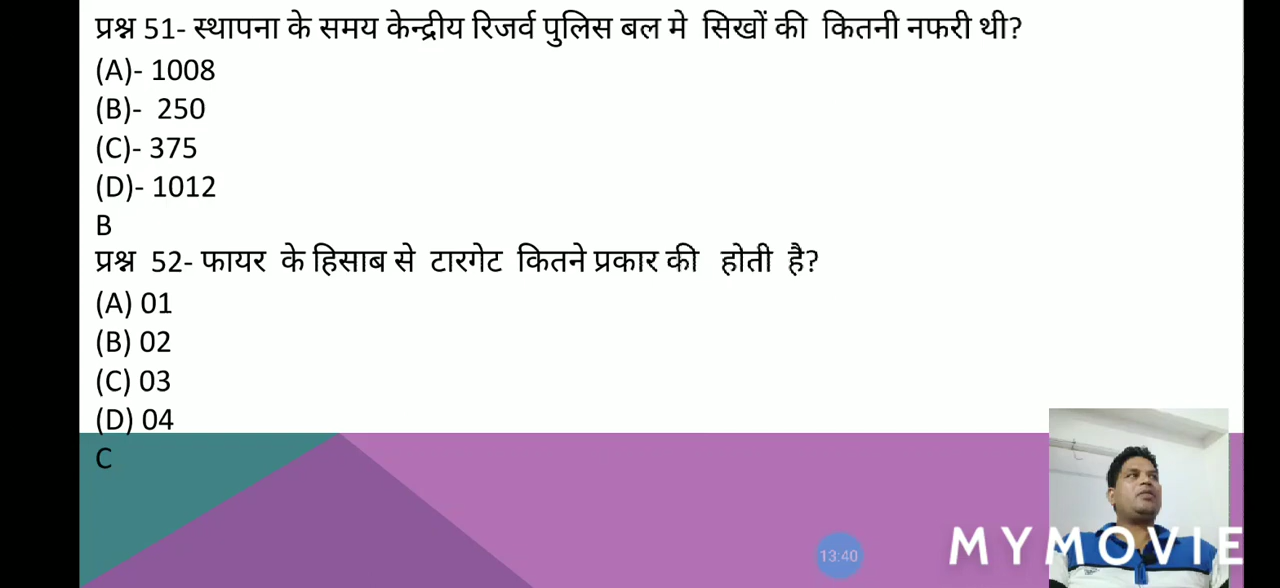 प्रश्न 51- स्थापना के समय केन्द्रीय रिजर्व पुलिस बल मे सिखों की कितनी नफरी थी?
(A)- 1008
(B)- 250
(C)- 375
(D)- 1012
B
प्रश्न 52- फायर के हिसाब से टारगेट कितने प्रकार की होती है?
(A) 01
(B) 02
(C) 03
(D) 04
C
13:40
MYMOVIE